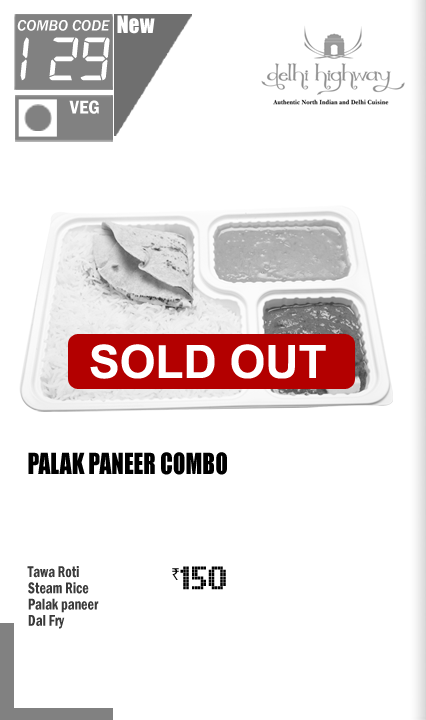 COMBO CODE
New
129
VEG
delhi highway
Authentic North Indian and Delhi Cuisine
SOLD OUT
PALAK PANEER COMBO
Tawa Roti
₹150
Steam Rice
Palak paneer
Dal Fry